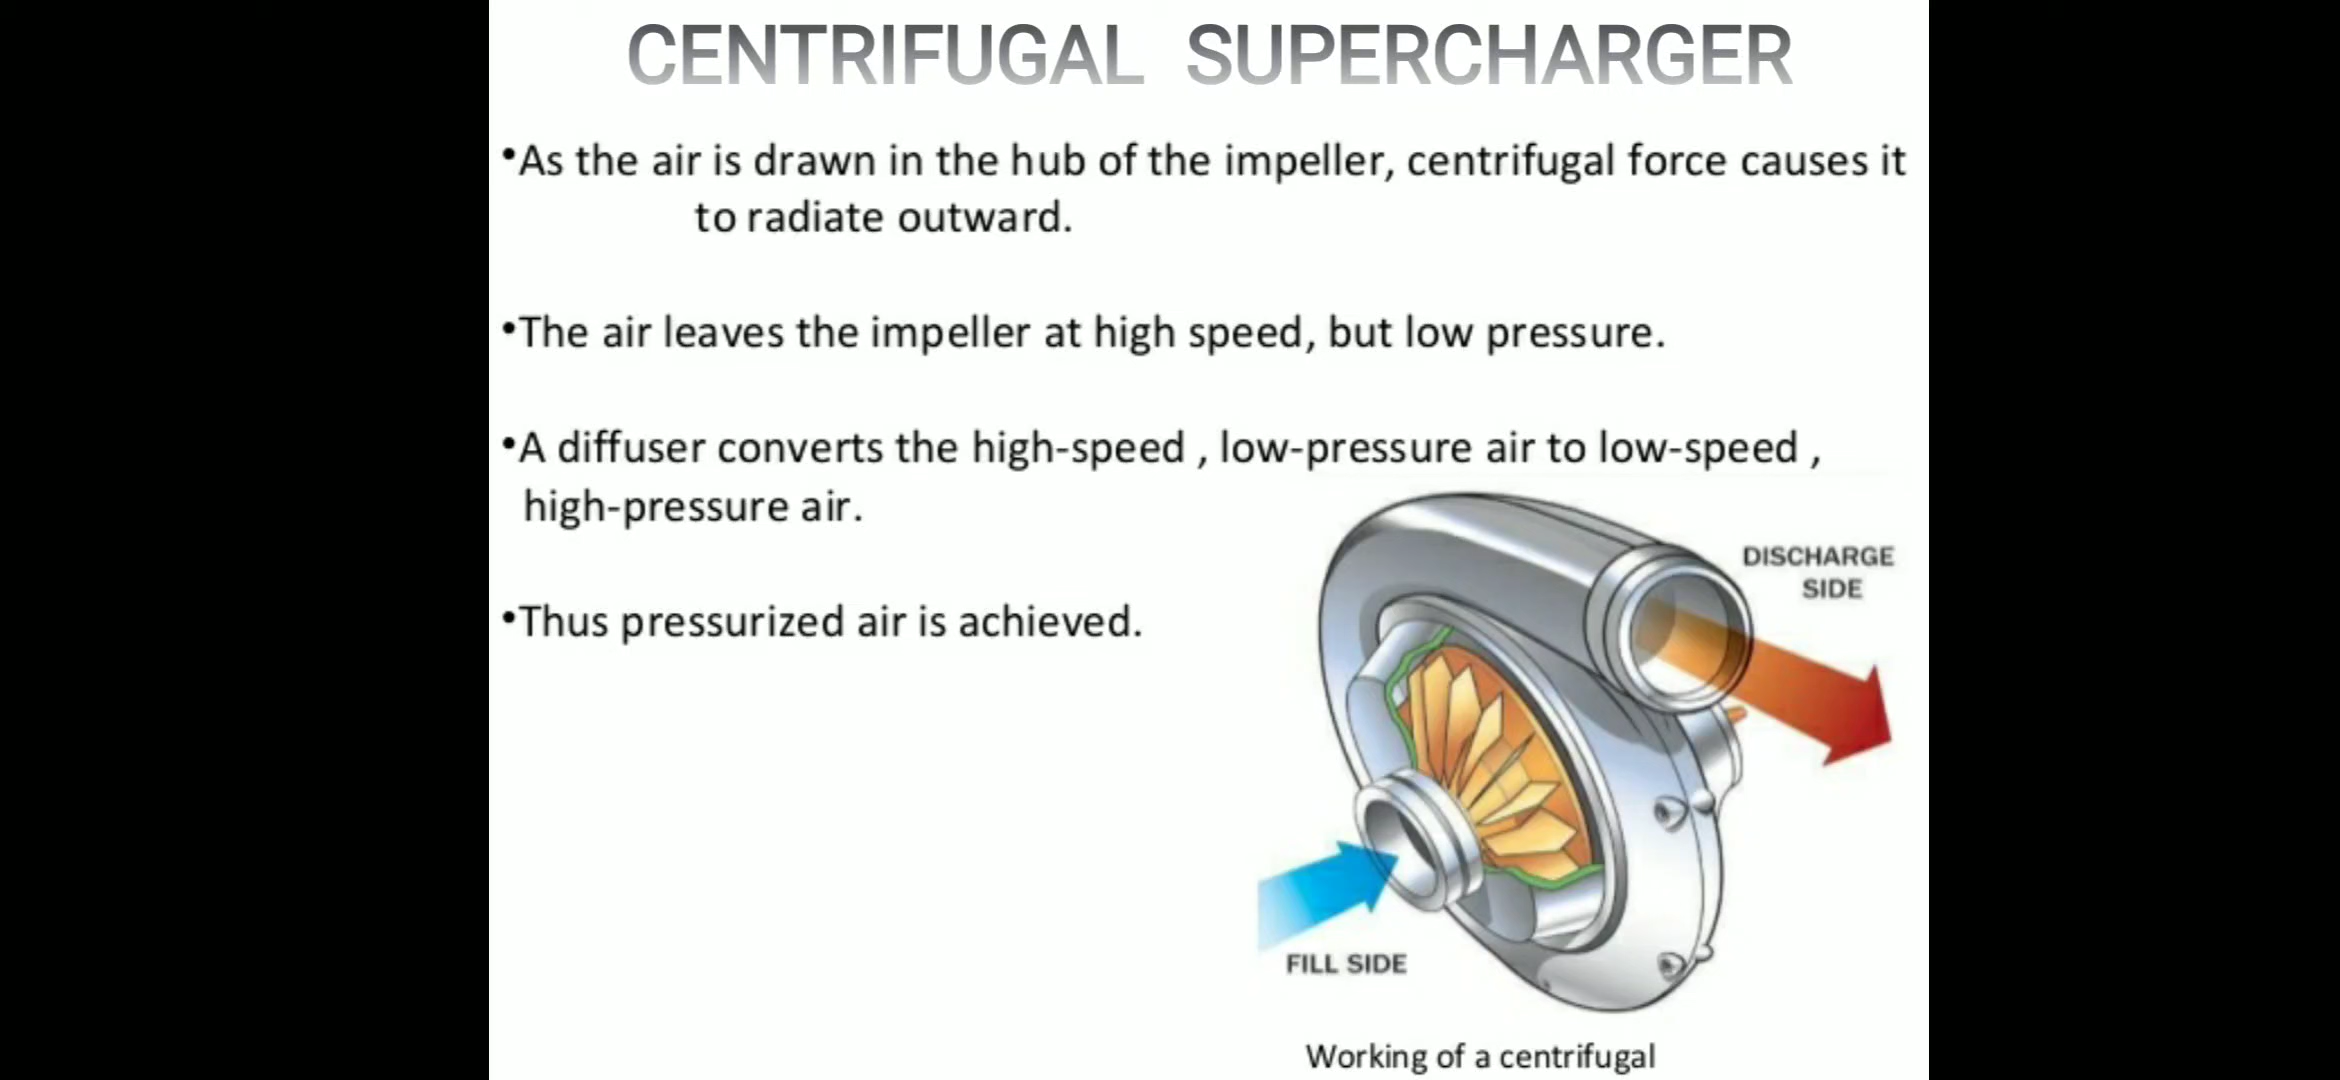 CENTRIFUGAL SUPERCHARGER
•As the air is drawn in the hub of the impeller, centrifugal force causes it
to radiate outward.
•The air leaves the impeller at high speed, but low pressure.
•A diffuser converts the high-speed , low-pressure air to low-speed ,
high-pressure air.
•Thus pressurized air is achieved.
DISCHARGE
SIDE
FILL SIDE
Working of a centrifugal